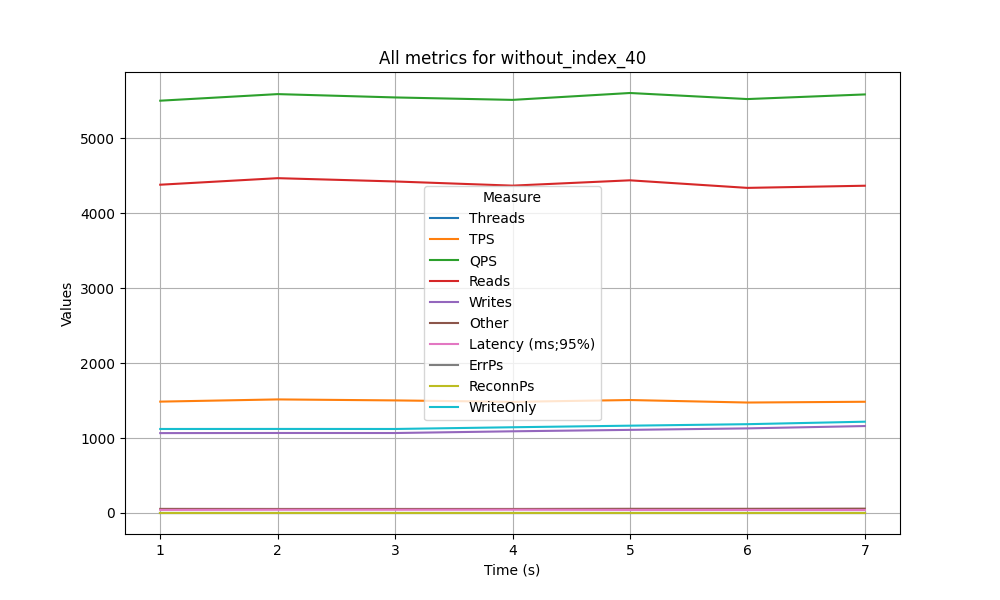 All metrics for without_index_40
Values
5000
4000
3000
2000
1000
0
Measure
Threads
TPS
QPS
Reads
Writes
Other
Latency (ms;95%)
ErrPs
ReconnPs
WriteOnly
1 2 3 4 5 6 7
Time (s)